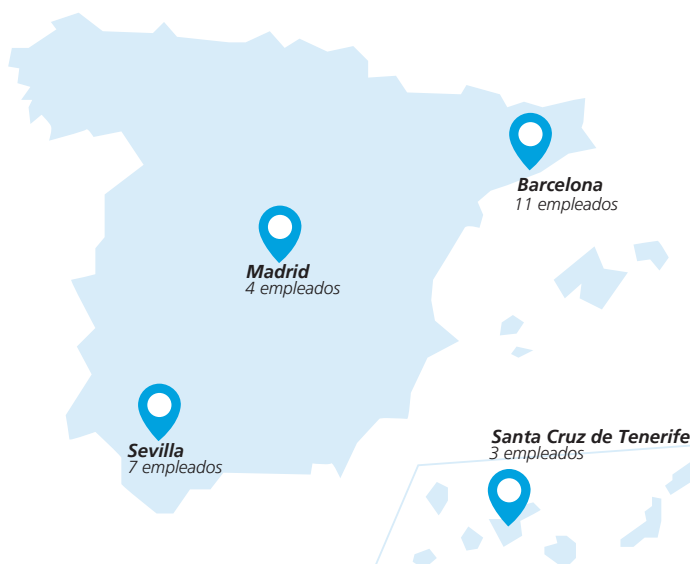 Barcelona
11 empleados
Madrid
4 empleados
Sevilla
7 empleados
Santa Cruz de Tenerife
3 empleados